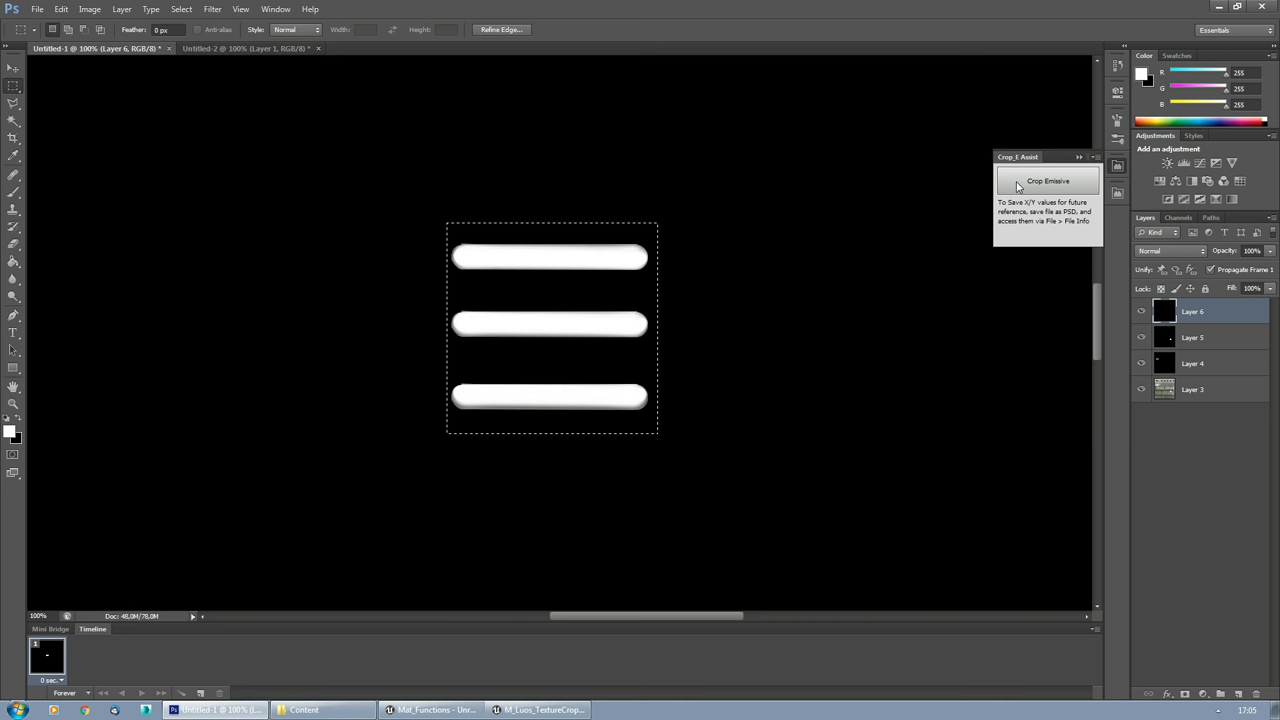 Ps File Edit Image Layer Type Select Filter View Window Help
Feather: 0 px Anti-alias Style: Normal Width: Height: Refine Edge... Essentials
Untitled-1 @ 100% (Layer 6, RGB/8) * × Untitled-2 @ 100% (Layer 1, RGB/8) * ×
Color Swatches
R 255
G 255
B 255
Adjustments Styles
Add an adjustment
Crop_E Assist
Crop Emissive
To Save X/Y values for future
reference, save file as PSD, and
access them via File > File Info
Layers Channels Paths
Kind
Normal Opacity: 100%
Unify: Propagate Frame 1
Lock: Fill: 100%
Layer 6
Layer 5
Layer 4
Layer 3
100% Doc: 48,0M/78,0M
Mini Bridge Timeline
1
0 sec.
Forever
Untitled-1 @ 100% (L... Content Mat_Functions - Unr... M_Luos_TextureCrop... 17:05